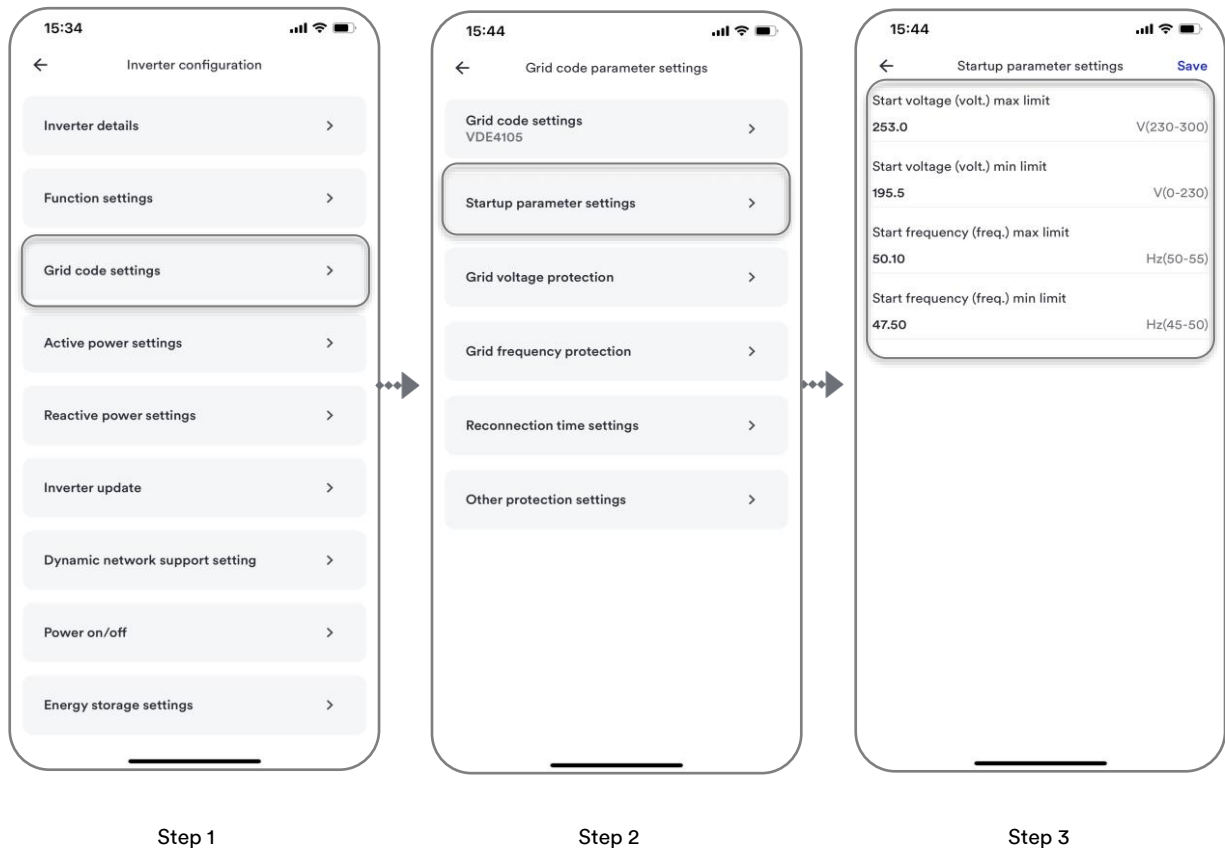 15:34
Inverter configuration
Inverter details
Function settings
Grid code settings
Active power settings
Reactive power settings
Inverter update
Dynamic network support setting
Power on/off
Energy storage settings
Step 1
15:44
Grid code parameter settings
Grid code settings
VDE4105
Startup parameter settings
Grid voltage protection
Grid frequency protection
Reconnection time settings
Other protection settings
Step 2
15:44
Startup parameter settings Save
Start voltage (volt.) max limit
253.0 V(230-300)
Start voltage (volt.) min limit
195.5 V(0-230)
Start frequency (freq.) max limit
50.10 Hz(50-55)
Start frequency (freq.) min limit
47.50 Hz(45-50)
Step 3